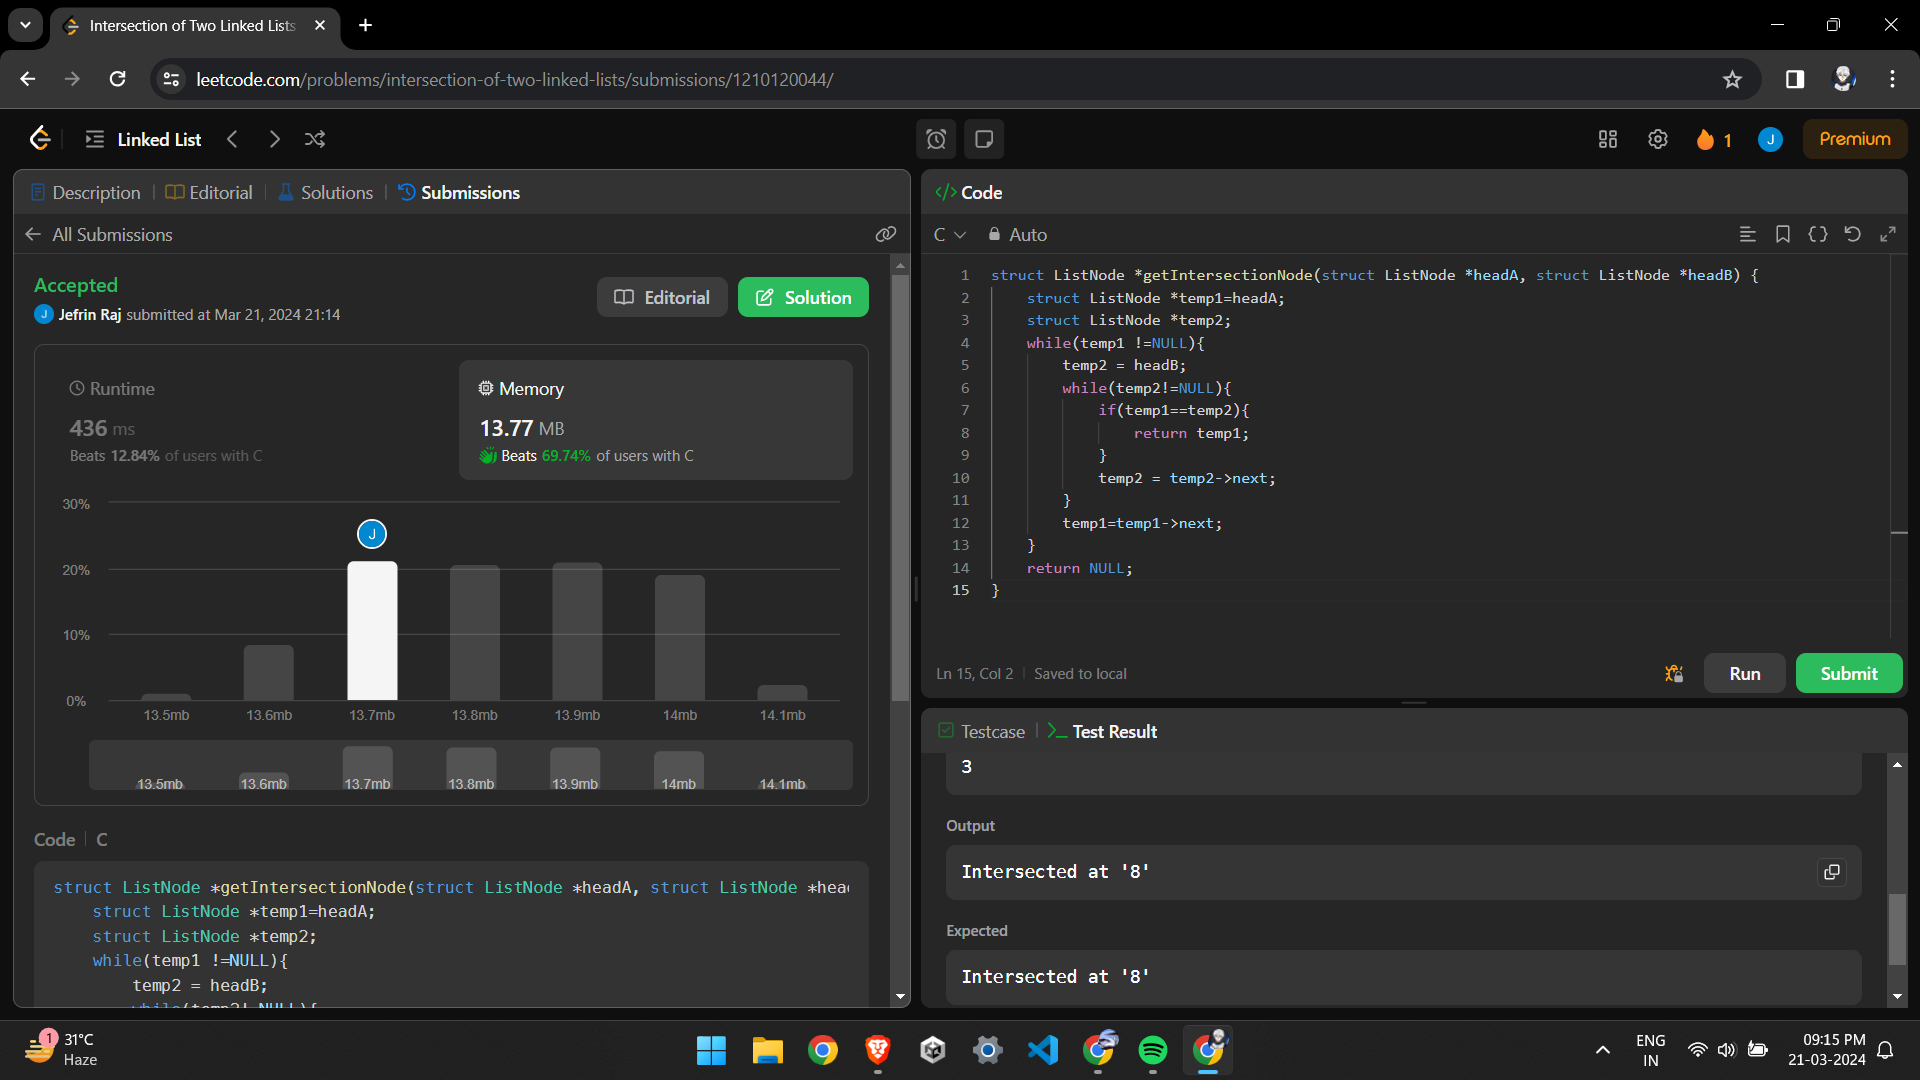 Intersection of Two Linked Lists
leetcode.com/problems/intersection-of-two-linked-lists/submissions/1210120044/
Linked List
1
J
Premium
Description
Editorial
Solutions
Submissions
All Submissions
Accepted
J
Jefrin Raj submitted at Mar 21, 2024 21:14
Editorial
Solution
Runtime
436 ms
Beats 12.84% of users with C
Memory
13.77 MB
Beats 69.74% of users with C
30%
20%
10%
0%
J
13.5mb 13.6mb 13.7mb 13.8mb 13.9mb 14mb 14.1mb
13.5mb 13.6mb 13.7mb 13.8mb 13.9mb 14mb 14.1mb
Code C
struct ListNode *getIntersectionNode(struct ListNode *headA, struct ListNode *hea
struct ListNode *temp1=headA;
struct ListNode *temp2;
while(temp1 !=NULL){
temp2 = headB;
while(temp2!=NULL){
</> Code
C Auto
1 struct ListNode *getIntersectionNode(struct ListNode *headA, struct ListNode *headB) {
2 struct ListNode *temp1=headA;
3 struct ListNode *temp2;
4 while(temp1 !=NULL){
5 temp2 = headB;
6 while(temp2!=NULL){
7 if(temp1==temp2){
8 return temp1;
9 }
10 temp2 = temp2->next;
11 }
12 temp1=temp1->next;
13 }
14 return NULL;
15 }
Ln 15, Col 2 Saved to local
Run
Submit
Testcase
Test Result
3
Output
Intersected at '8'
Expected
Intersected at '8'
1
31°C
Haze
ENG
IN
09:15 PM
21-03-2024